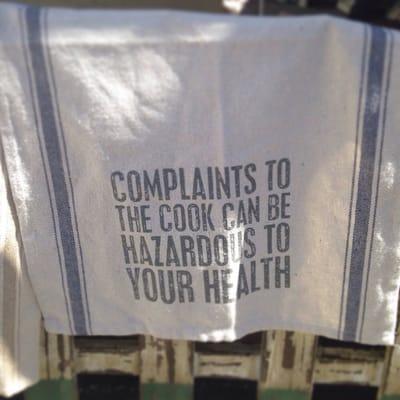 COMPLAINTS TO
THE COOK CAN BE
HAZARDOUS TO
YOUR HEALTH